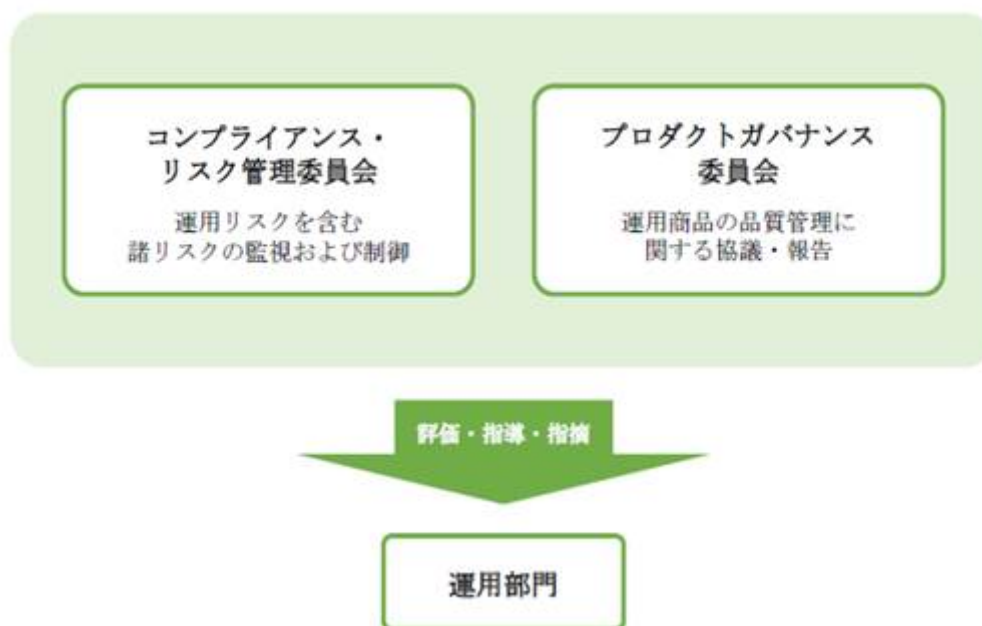 コンプライアンス・
リスク管理委員会
運用リスクを含む
諸リスクの監視および制御
プロダクトガバナンス
委員会
運用商品の品質管理に
関する協議・報告
評価・指導・指摘
運用部門